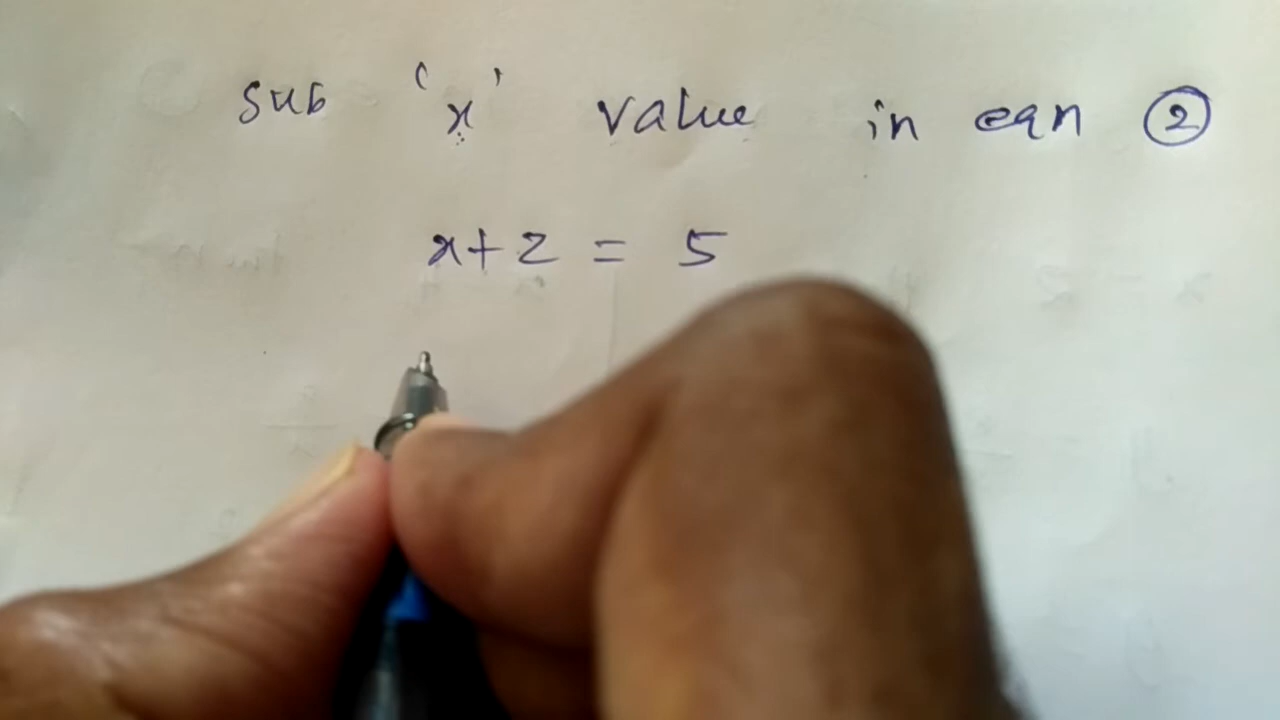 sub 'x' value in eqn ②
x+z = 5